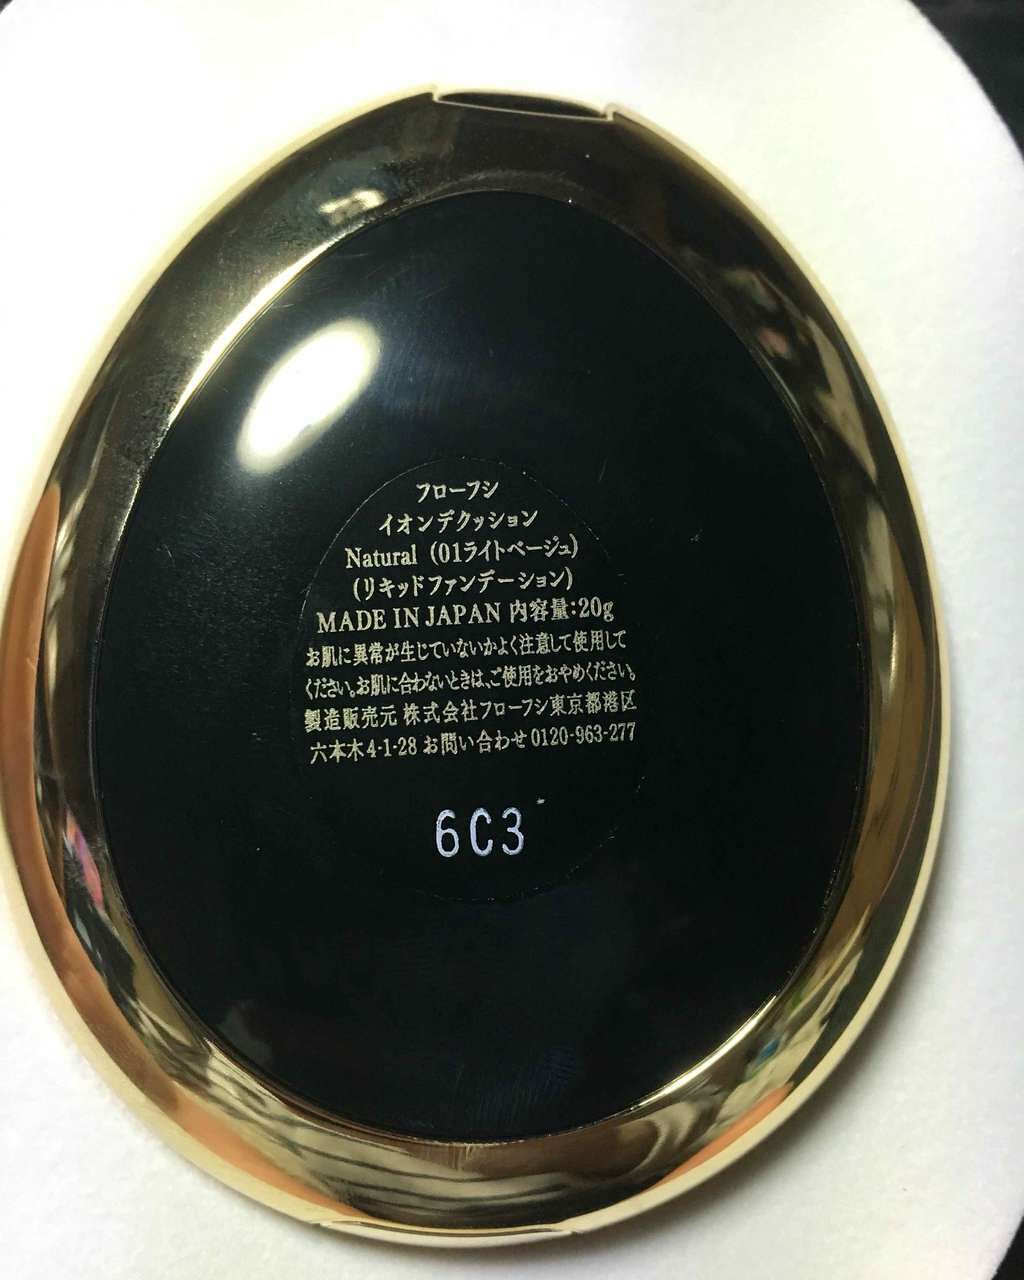 フローフシ
イオンデクッション
Natural (01ライトベージュ)
(リキッドファンデーション)
MADE IN JAPAN 内容量:20g
お肌に異常が生じていないかよく注意して使用して
ください。お肌に合わないときは、ご使用をおやめください。
製造販売元 株式会社フローフシ東京都港区
六本木4-1-28 お問い合わせ0120-963-277
6C3